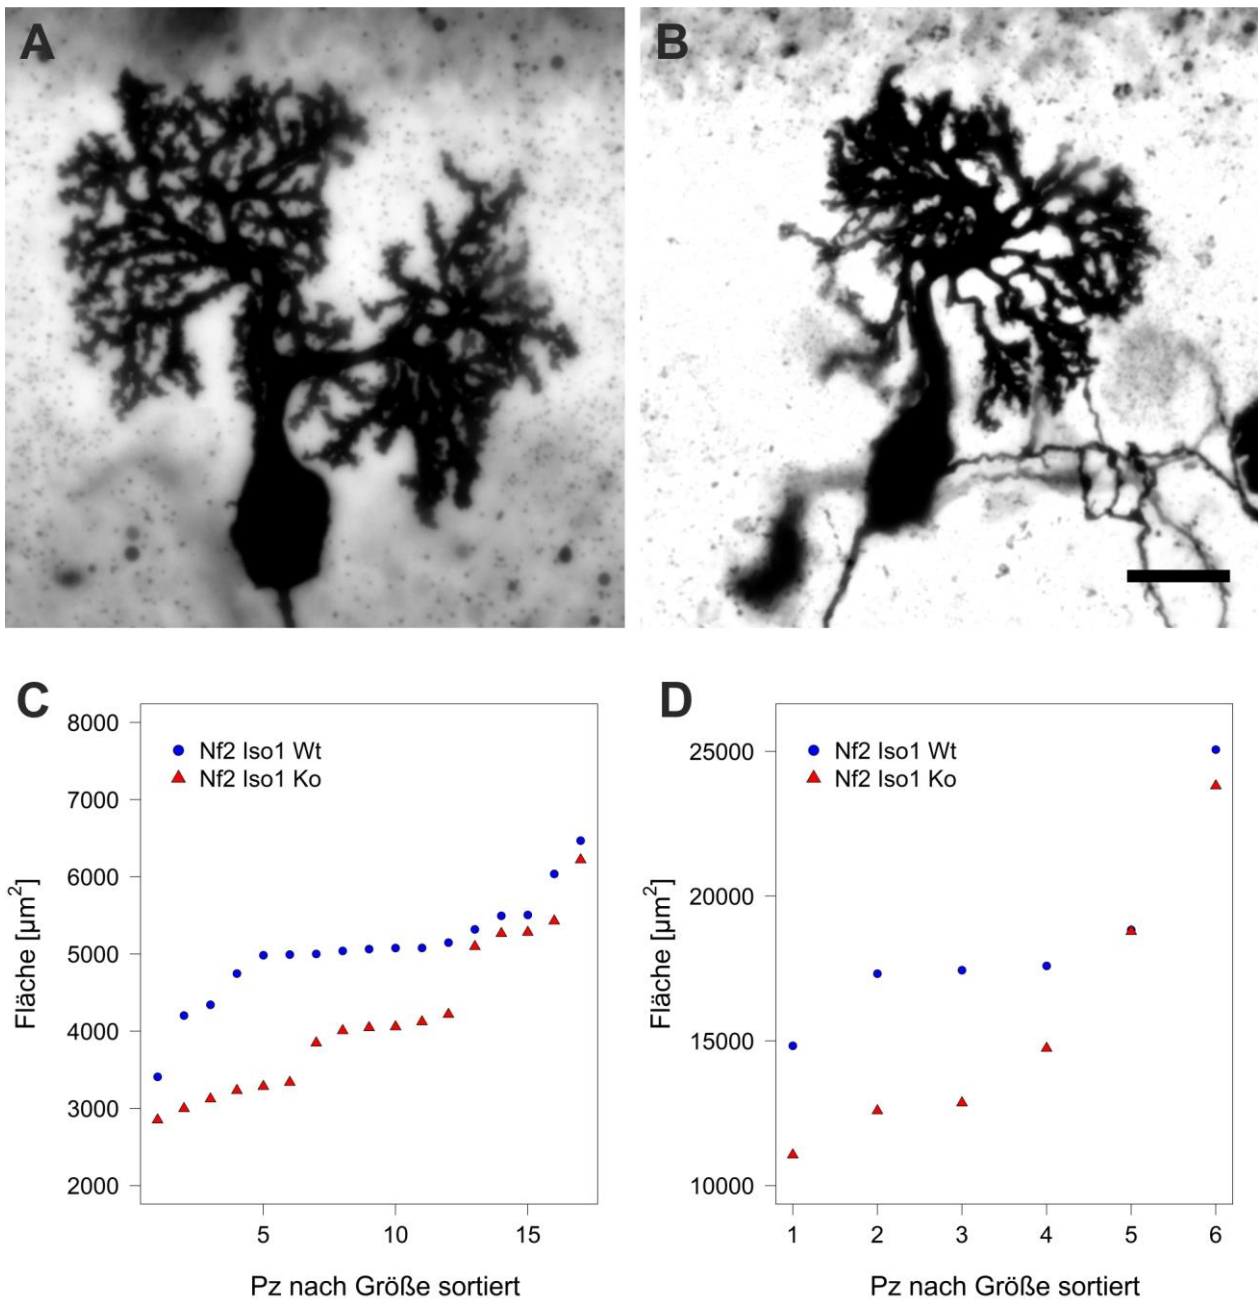 A
B
C
8000
7000
6000
5000
4000
3000
2000
Fläche [µm²]
Nf2 Iso1 Wt
Nf2 Iso1 Ko
5
10
15
Pz nach Größe sortiert
D
25000
20000
15000
10000
Fläche [µm²]
Nf2 Iso1 Wt
Nf2 Iso1 Ko
1
2
3
4
5
6
Pz nach Größe sortiert